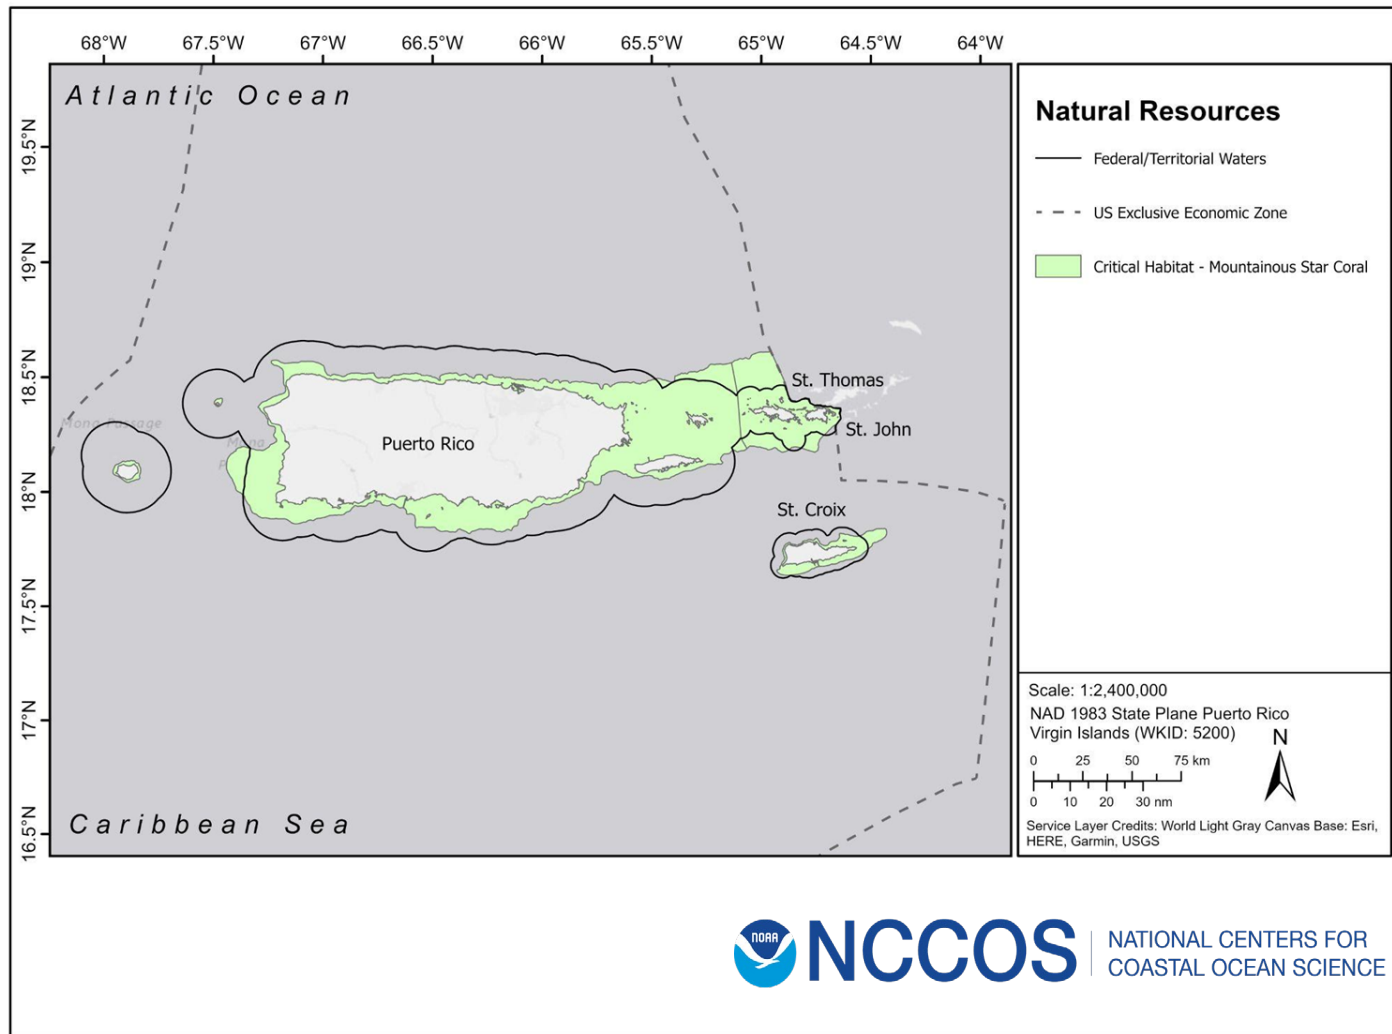 68°W 67.5°W 67°W 66.5°W 66°W 65.5°W 65°W 64.5°W 64°W
Atlantic Ocean
19.5°N
19°N
18.5°N
18°N
17.5°N
17°N
16.5°N
Mona Passage
Mona
St. Thomas
St. John
Puerto Rico
St. Croix
Caribbean Sea
Natural Resources
Federal/Territorial Waters
US Exclusive Economic Zone
Critical Habitat - Mountainous Star Coral
Scale: 1:2,400,000
NAD 1983 State Plane Puerto Rico
Virgin Islands (WKID: 5200)
N
0 25 50 75 km
0 10 20 30 nm
Service Layer Credits: World Light Gray Canvas Base: Esri,
HERE, Garmin, USGS
NOAA
NCCOS
NATIONAL CENTERS FOR
COASTAL OCEAN SCIENCE